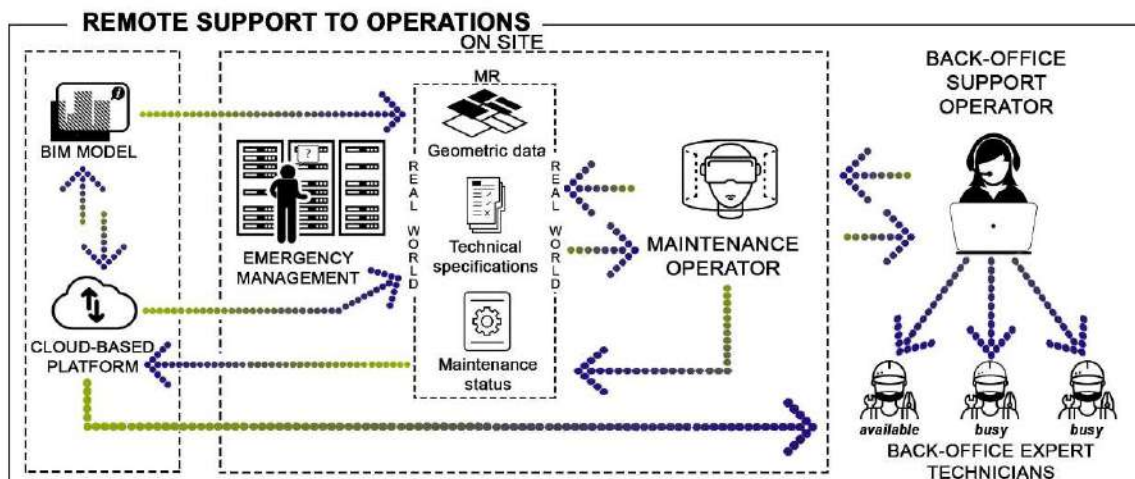 REMOTE SUPPORT TO OPERATIONS
ON SITE
MR
BIM MODEL
Geometric data
REAL WORLD
REAL WORLD
Technical
specifications
EMERGENCY
MANAGEMENT
?
MAINTENANCE
OPERATOR
CLOUD-BASED
PLATFORM
Maintenance
status
BACK-OFFICE
SUPPORT
OPERATOR
available
busy
busy
BACK-OFFICE EXPERT
TECHNICIANS